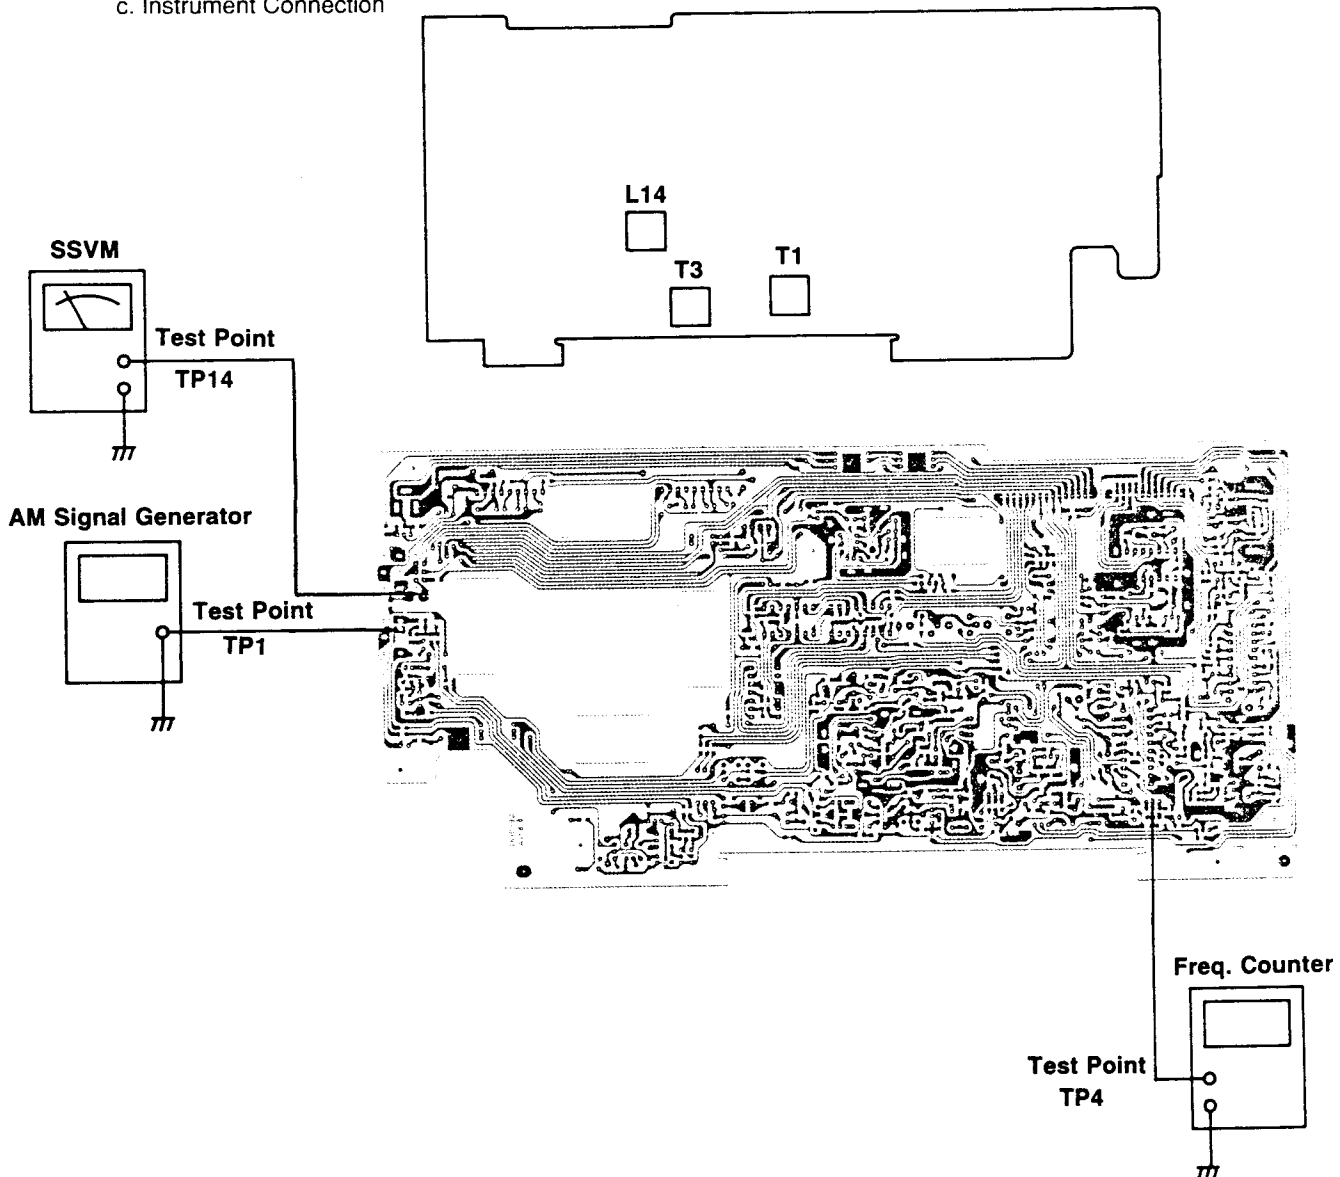 c. Instrument Connection
L14
T3
T1
SSVM
Test Point
TP14
AM Signal Generator
Test Point
TP1
Freq. Counter
Test Point
TP4